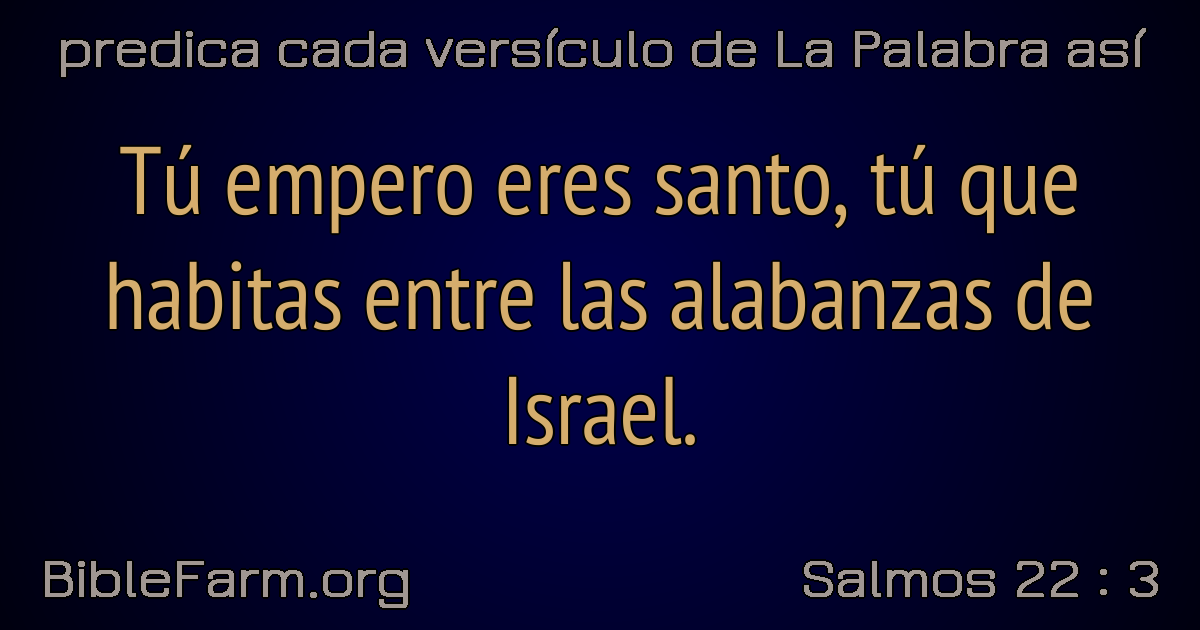 predica cada versículo de La Palabra así
Tú empero eres santo, tú que
habitas entre las alabanzas de
Israel.
BibleFarm.org
Salmos 22 : 3